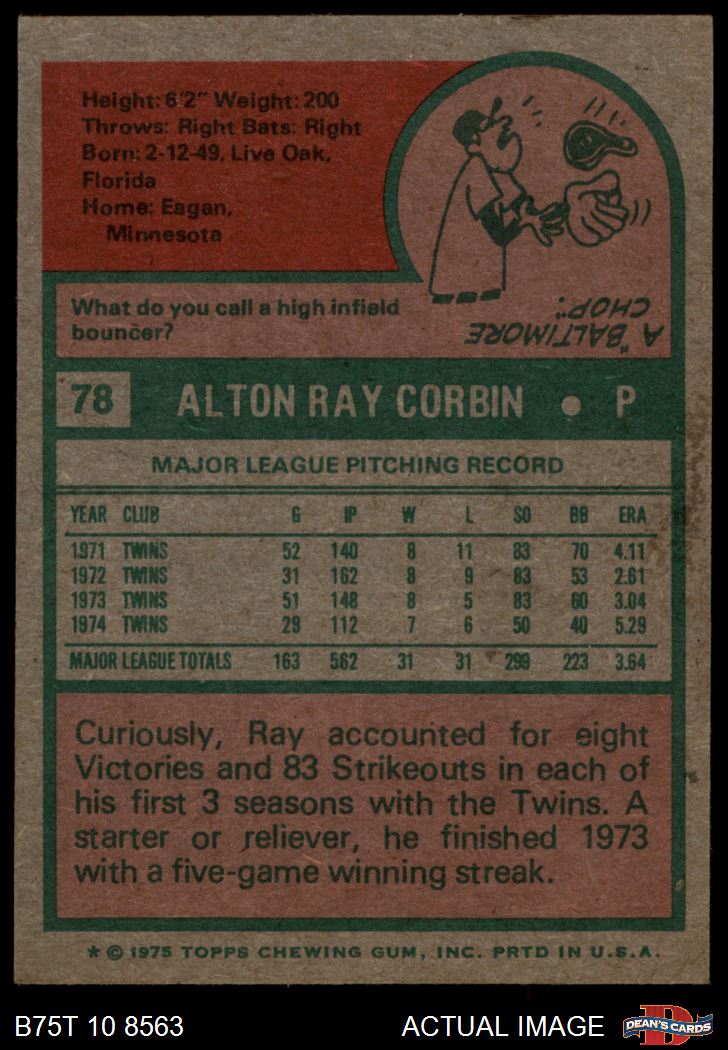 Height: 6'2" Weight: 200
Throws: Right Bats: Right
Born: 2-12-49, Live Oak,
Florida
Home: Eagan,
Minnesota
What do you call a high infield
bouncer?
A "BALTIMORE
CHOP."
78 ALTON RAY CORBIN • P
MAJOR LEAGUE PITCHING RECORD
YEAR CLUB G IP W L SO BB ERA
1971 TWINS 52 140 8 11 83 70 4.11
1972 TWINS 31 162 8 9 83 53 2.61
1973 TWINS 51 148 8 5 83 60 3.04
1974 TWINS 29 112 7 6 50 40 5.29
MAJOR LEAGUE TOTALS 163 562 31 31 299 223 3.64
Curiously, Ray accounted for eight
Victories and 83 Strikeouts in each of
his first 3 seasons with the Twins. A
starter or reliever, he finished 1973
with a five-game winning streak.
* © 1975 TOPPS CHEWING GUM, INC. PRTD IN U.S.A.
B75T 10 8563 ACTUAL IMAGE
D
DEAN'S CARDS